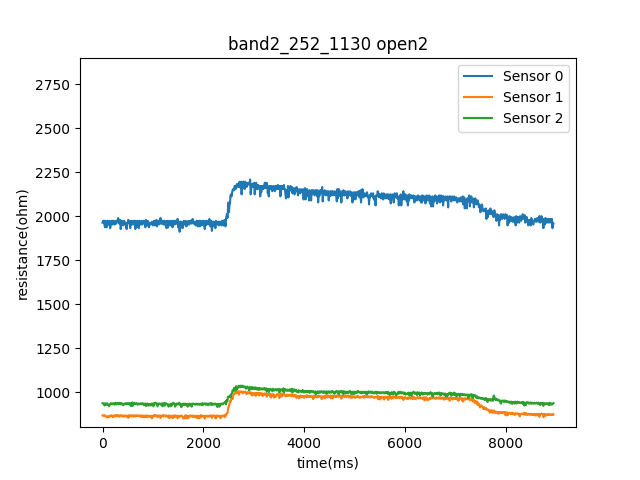 band2_252_1130 open2
Sensor 0
Sensor 1
Sensor 2
resistance(ohm)
2750
2500
2250
2000
1750
1500
1250
1000
0 2000 4000 6000 8000
time(ms)